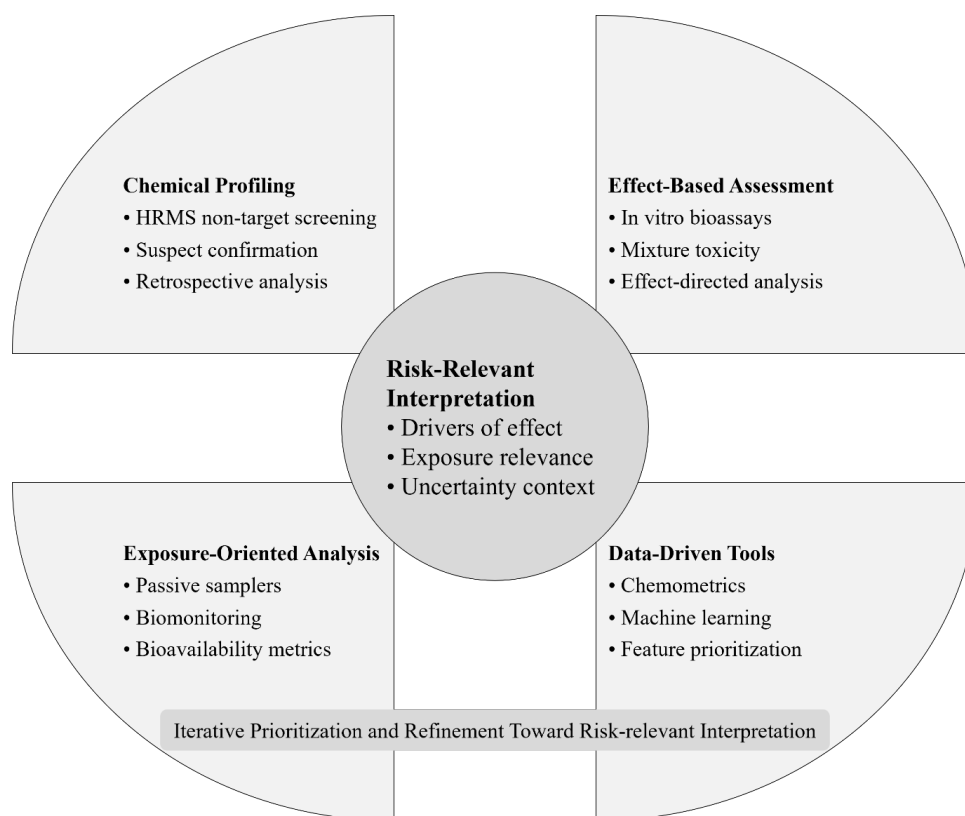 Chemical Profiling
• HRMS non-target screening
• Suspect confirmation
• Retrospective analysis
Effect-Based Assessment
• In vitro bioassays
• Mixture toxicity
• Effect-directed analysis
Risk-Relevant
Interpretation
• Drivers of effect
• Exposure relevance
• Uncertainty context
Exposure-Oriented Analysis
• Passive samplers
• Biomonitoring
• Bioavailability metrics
Data-Driven Tools
• Chemometrics
• Machine learning
• Feature prioritization
Iterative Prioritization and Refinement Toward Risk-relevant Interpretation